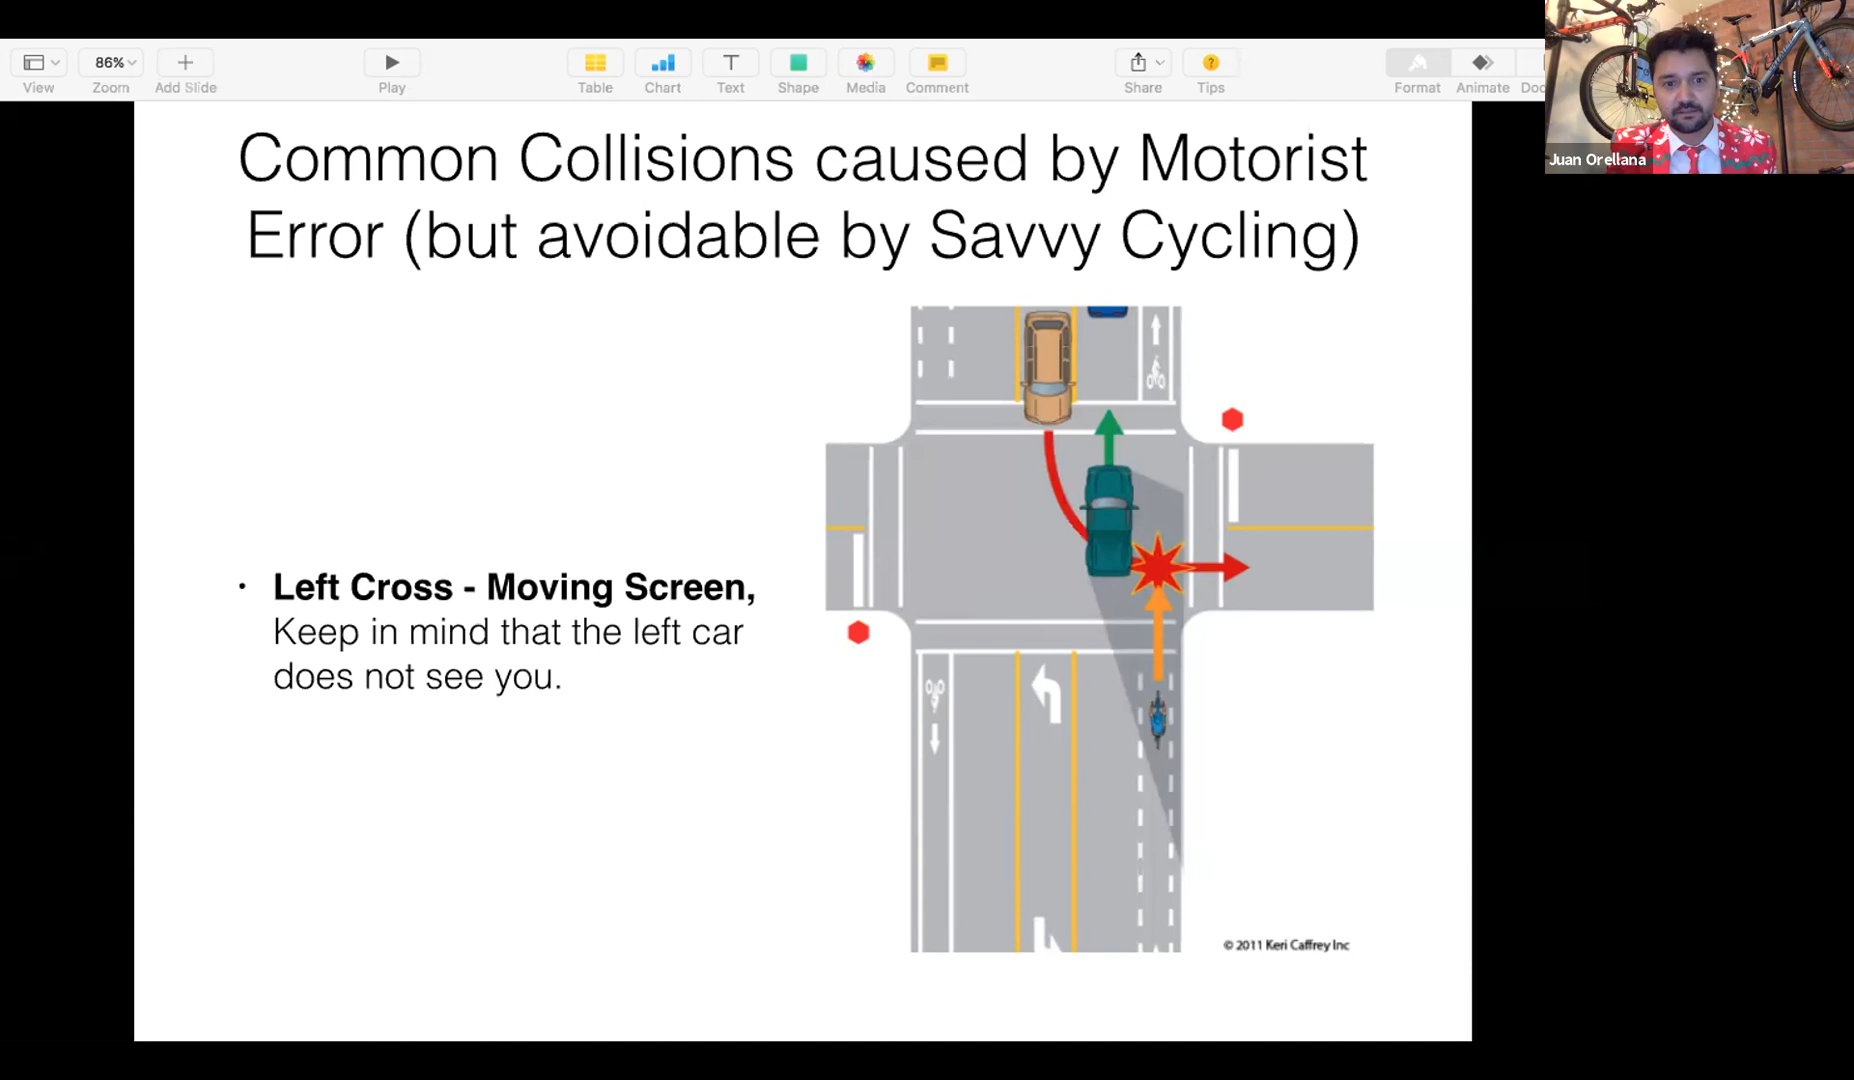 86%
View
Zoom
Add Slide
Play
Table
Chart
Text
Shape
Media
Comment
Share
Tips
Format
Animate
Juan Orellana
Common Collisions caused by Motorist
Error (but avoidable by Savvy Cycling)
• Left Cross - Moving Screen,
Keep in mind that the left car
does not see you.
© 2011 Keri Caffrey Inc